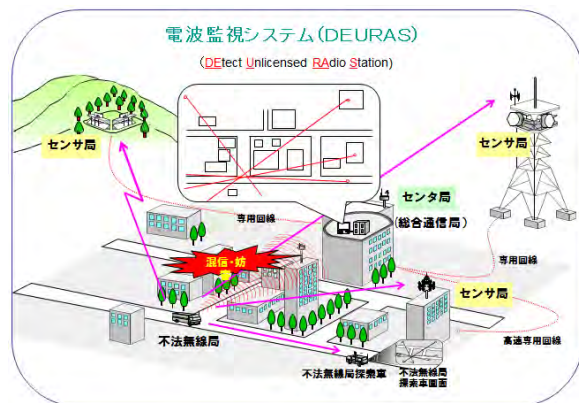 電波監視システム(DEURAS)
(DEtect Unlicensed RAdio Station)
センサ局
センサ局
センタ局
(総合通信局)
専用回線
混信・妨
害
専用回線
センサ局
不法無線局
高速専用回線
不法無線局探索車
不法無線局
探索車画面